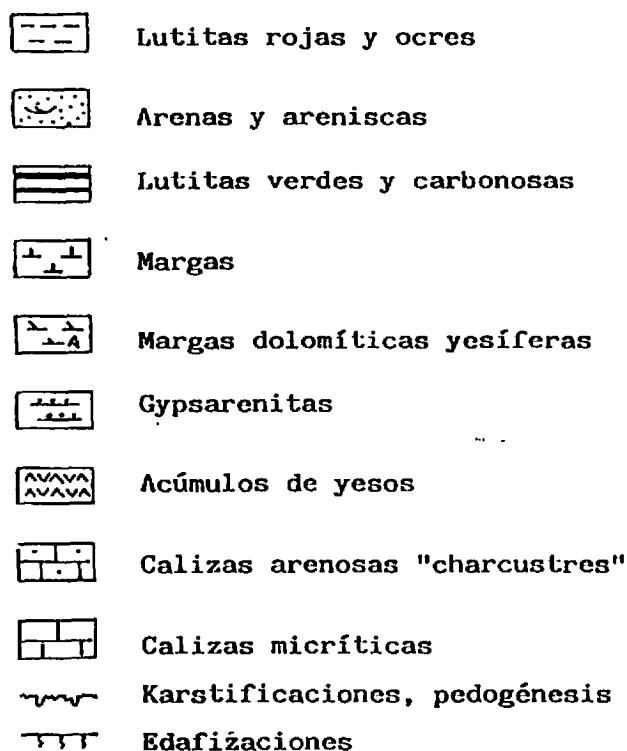 Lutitas rojas y ocres
Arenas y areniscas
Lutitas verdes y carbonosas
Margas
Margas dolomíticas yesíferas
Gypsarenitas
Acúmulos de yesos
Calizas arenosas "charcustres"
Calizas micríticas
Karstificaciones, pedogénesis
Edafizaciones